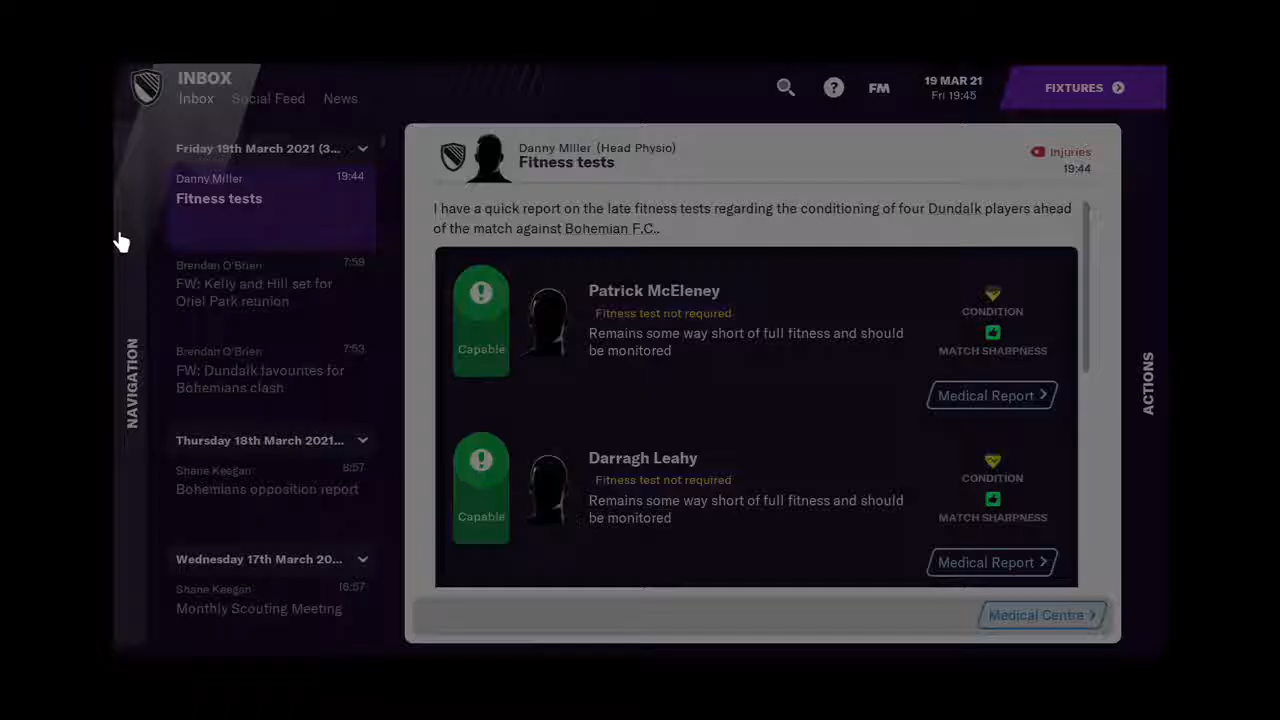 INBOX
Inbox Social Feed News
?
FM
19 MAR 21
Fri 19:45
FIXTURES
NAVIGATION
Friday 19th March 2021 (3...
Danny Miller 19:44
Fitness tests
Brendan O'Brien 7:59
FW: Kelly and Hill set for
Oriel Park reunion
Brendan O'Brien 7:53
FW: Dundalk favourites for
Bohemians clash
Thursday 18th March 2021...
Shane Keegan 8:57
Bohemians opposition report
Wednesday 17th March 20...
Shane Keegan 16:57
Monthly Scouting Meeting
Danny Miller (Head Physio)
Fitness tests
Injuries
19:44
I have a quick report on the late fitness tests regarding the conditioning of four Dundalk players ahead
of the match against Bohemian F.C..
Capable
Patrick McEleney
Fitness test not required
Remains some way short of full fitness and should
be monitored
CONDITION
MATCH SHARPNESS
Medical Report
Capable
Darragh Leahy
Fitness test not required
Remains some way short of full fitness and should
be monitored
CONDITION
MATCH SHARPNESS
Medical Report
Medical Centre
ACTIONS